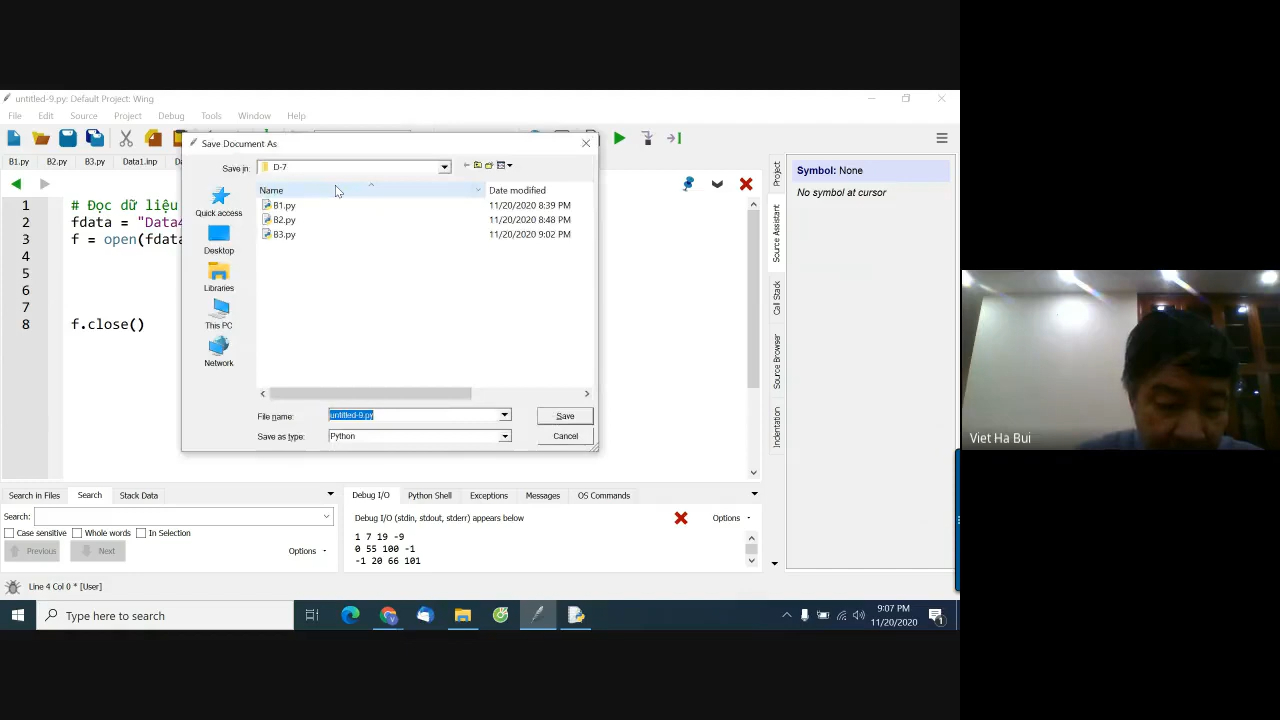 untitled-9.py: Default Project: Wing
File Edit Source Project Debug Tools Window Help
B1.py B2.py B3.py Data1.inp
Save Document As
Save in: D-7
Name Date modified
B1.py 11/20/2020 8:39 PM
B2.py 11/20/2020 8:48 PM
B3.py 11/20/2020 9:02 PM
Quick access
Desktop
Libraries
This PC
Network
File name: untitled-9.py Save
Save as type: Python Cancel
1 # Đọc dữ liệu
2 fdata = "Data
3 f = open(fdata
4
5
6
7
8 f.close()
Project
Source Assistant
Call Stack
Source Browser
Indentation
Symbol: None
No symbol at cursor
Viet Ha Bui
Search in Files Search Stack Data
Search:
Case sensitive Whole words In Selection
Previous Next Options
Debug I/O Python Shell Exceptions Messages OS Commands
Debug I/O (stdin, stdout, stderr) appears below Options
1 7 19 -9
0 55 100 -1
-1 20 66 101
Line 4 Col 0 * [User]
Type here to search
9:07 PM
11/20/2020
1